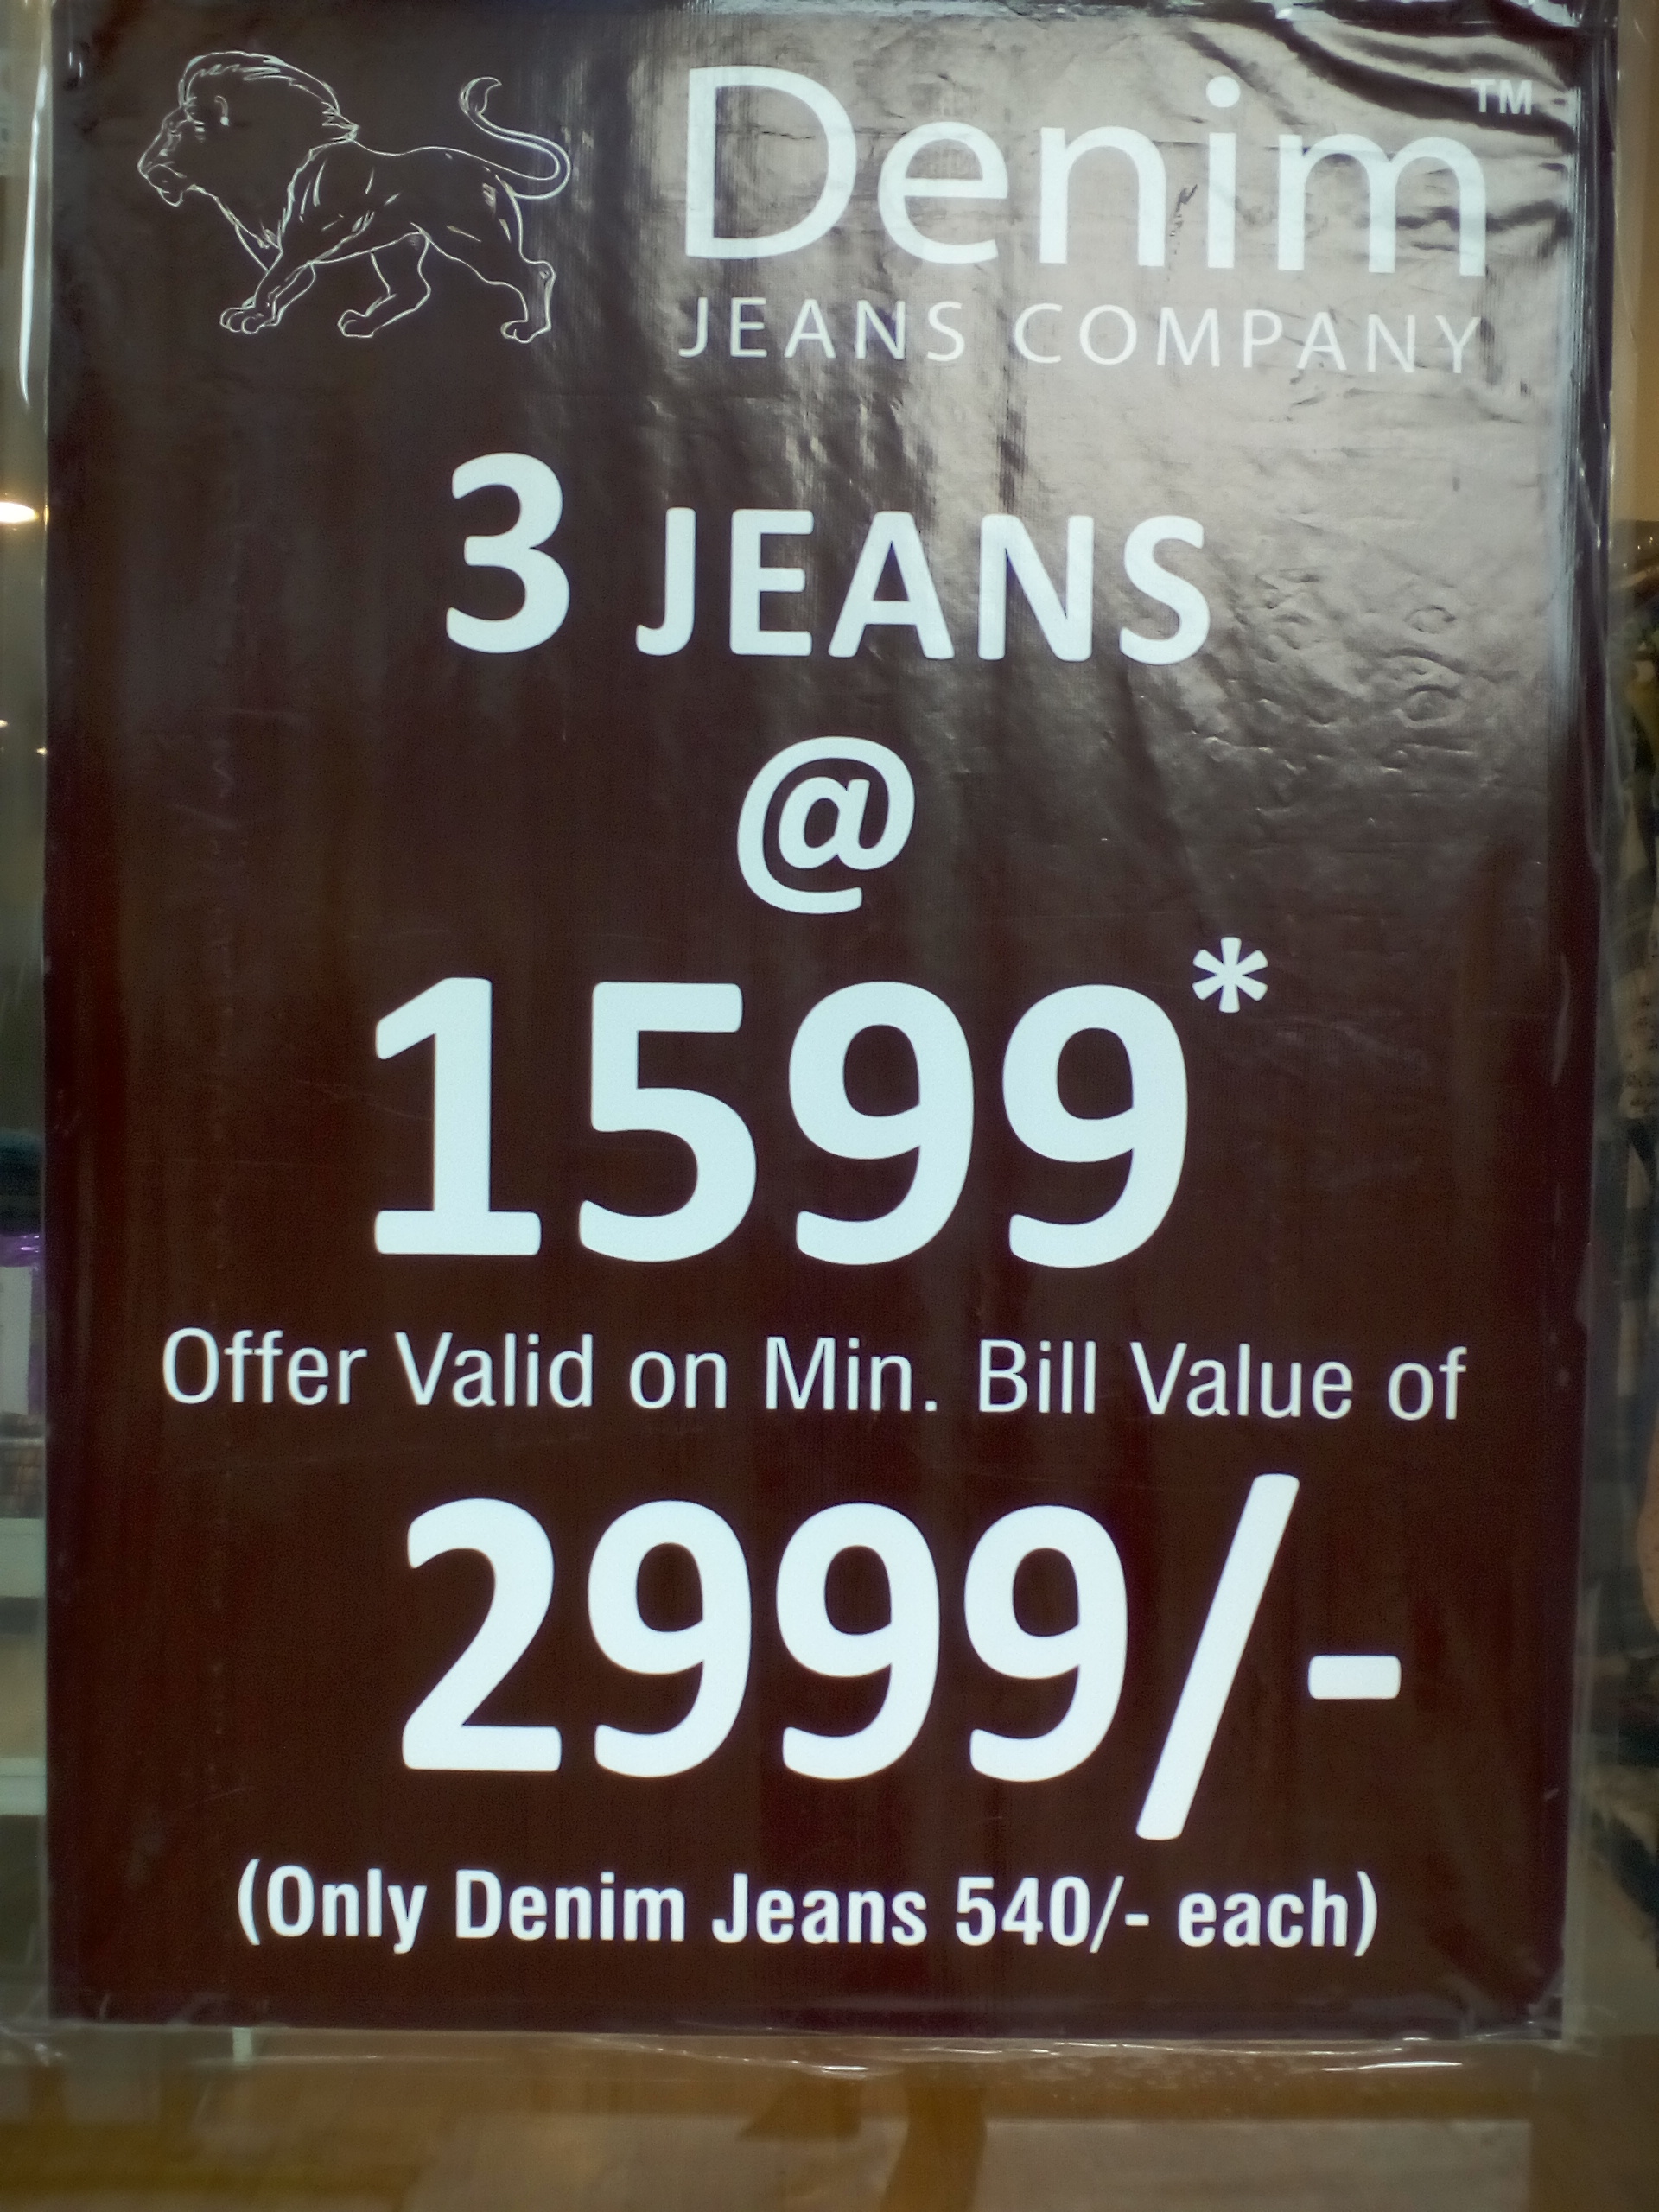 Denim™
JEANS COMPANY
3 JEANS
@
1599*
Offer Valid on Min. Bill Value of
2999/-
(Only Denim Jeans 540/- each)